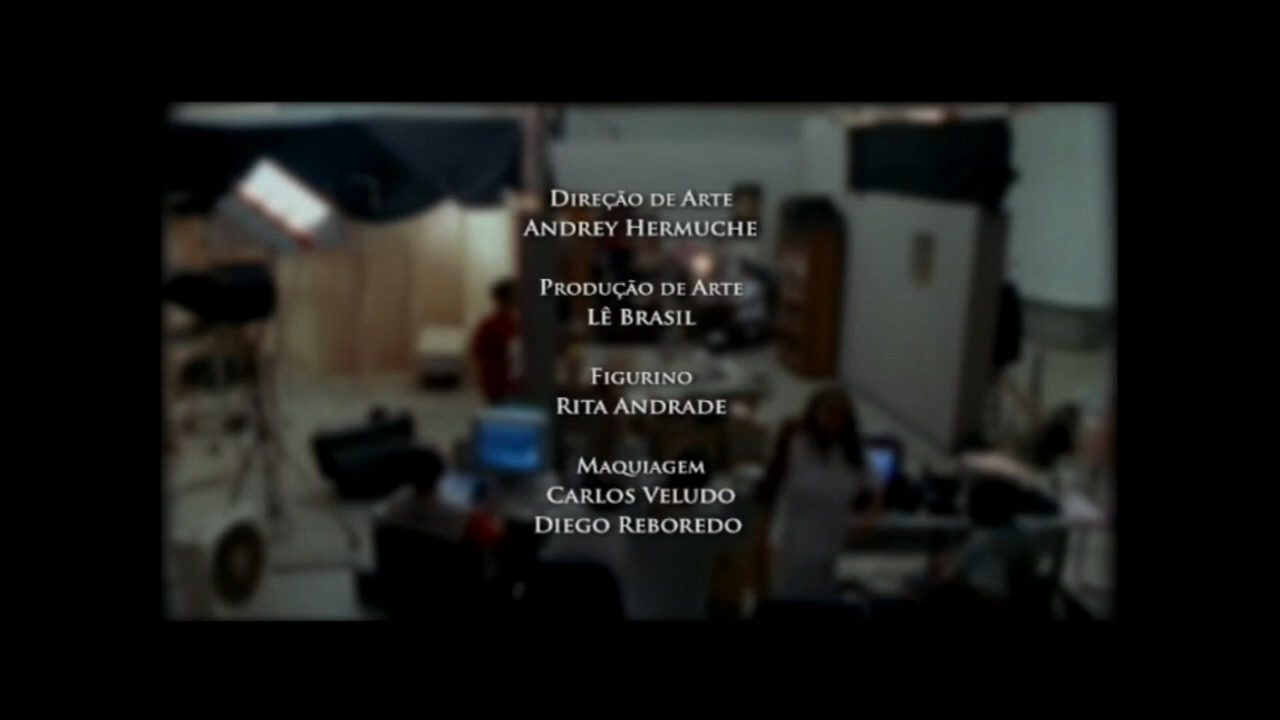 Direção de Arte
Andrey Hermuche
Produção de Arte
Lê Brasil
Figurino
Rita Andrade
Maquiagem
Carlos Veludo
Diego Reboredo